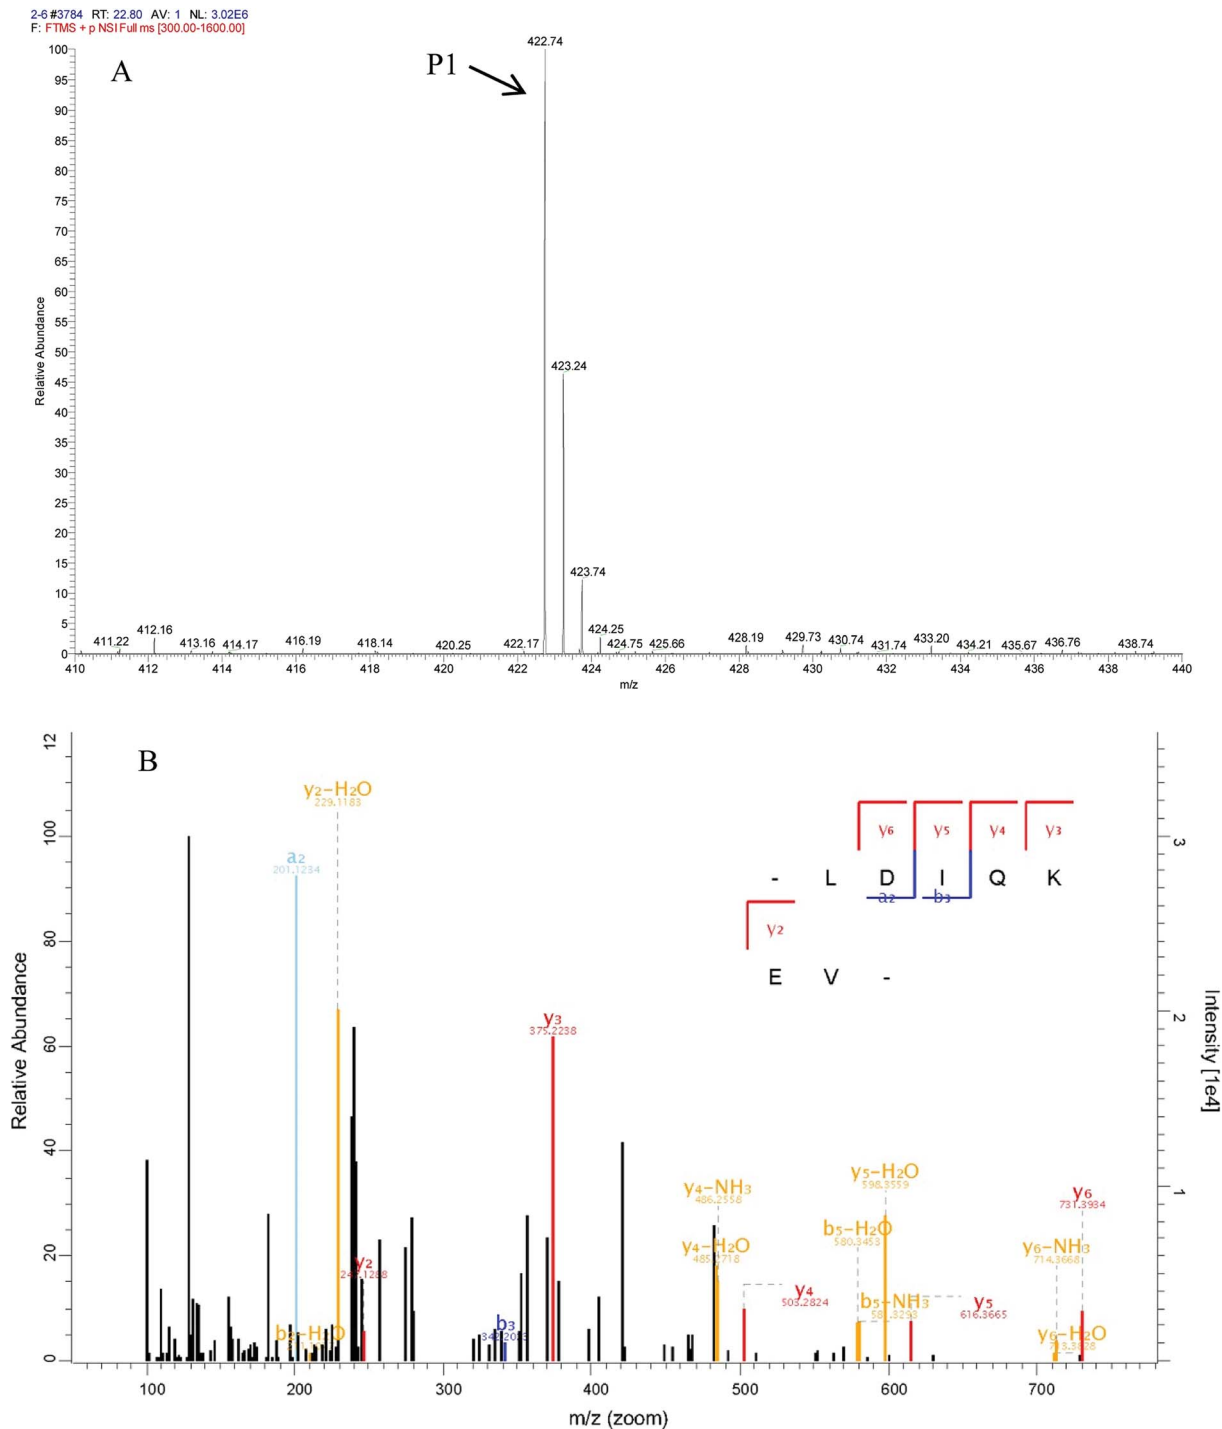 2-6 #3784 RT: 22.80 AV: 1 NL: 3.02E6
F: FTMS + p NSI Full ms [300.00-1600.00]
A
P1
422.74
423.24
423.74
424.25
411.22
412.16
413.16
414.17
416.19
418.14
420.25
422.17
424.75
425.66
428.19
429.73
430.74
431.74
433.20
434.21
435.67
436.76
438.74
100
95
90
85
80
75
70
65
60
55
50
45
40
35
30
25
20
15
10
5
0
Relative Abundance
410 412 414 416 418 420 422 424 426 428 430 432 434 436 438 440
m/z
B
12
100
80
60
40
20
0
Relative Abundance
3
2
1
Intensity [1e4]
y2-H2O
229.1183
a2
201.1234
y6 y5 y4 y3
- L D I Q K
a2 b3
y2
E V -
y3
375.2238
y4-NH3
486.2558
y4-H2O
y5-H2O
598.3559
b5-H2O
580.3453
b5-NH3
581.3293
y6
731.3934
y6-NH3
714.3668
y6-H2O
y2
b2-H2O
b3
y4
503.2824
y5
616.3665
100 200 300 400 500 600 700
m/z (zoom)